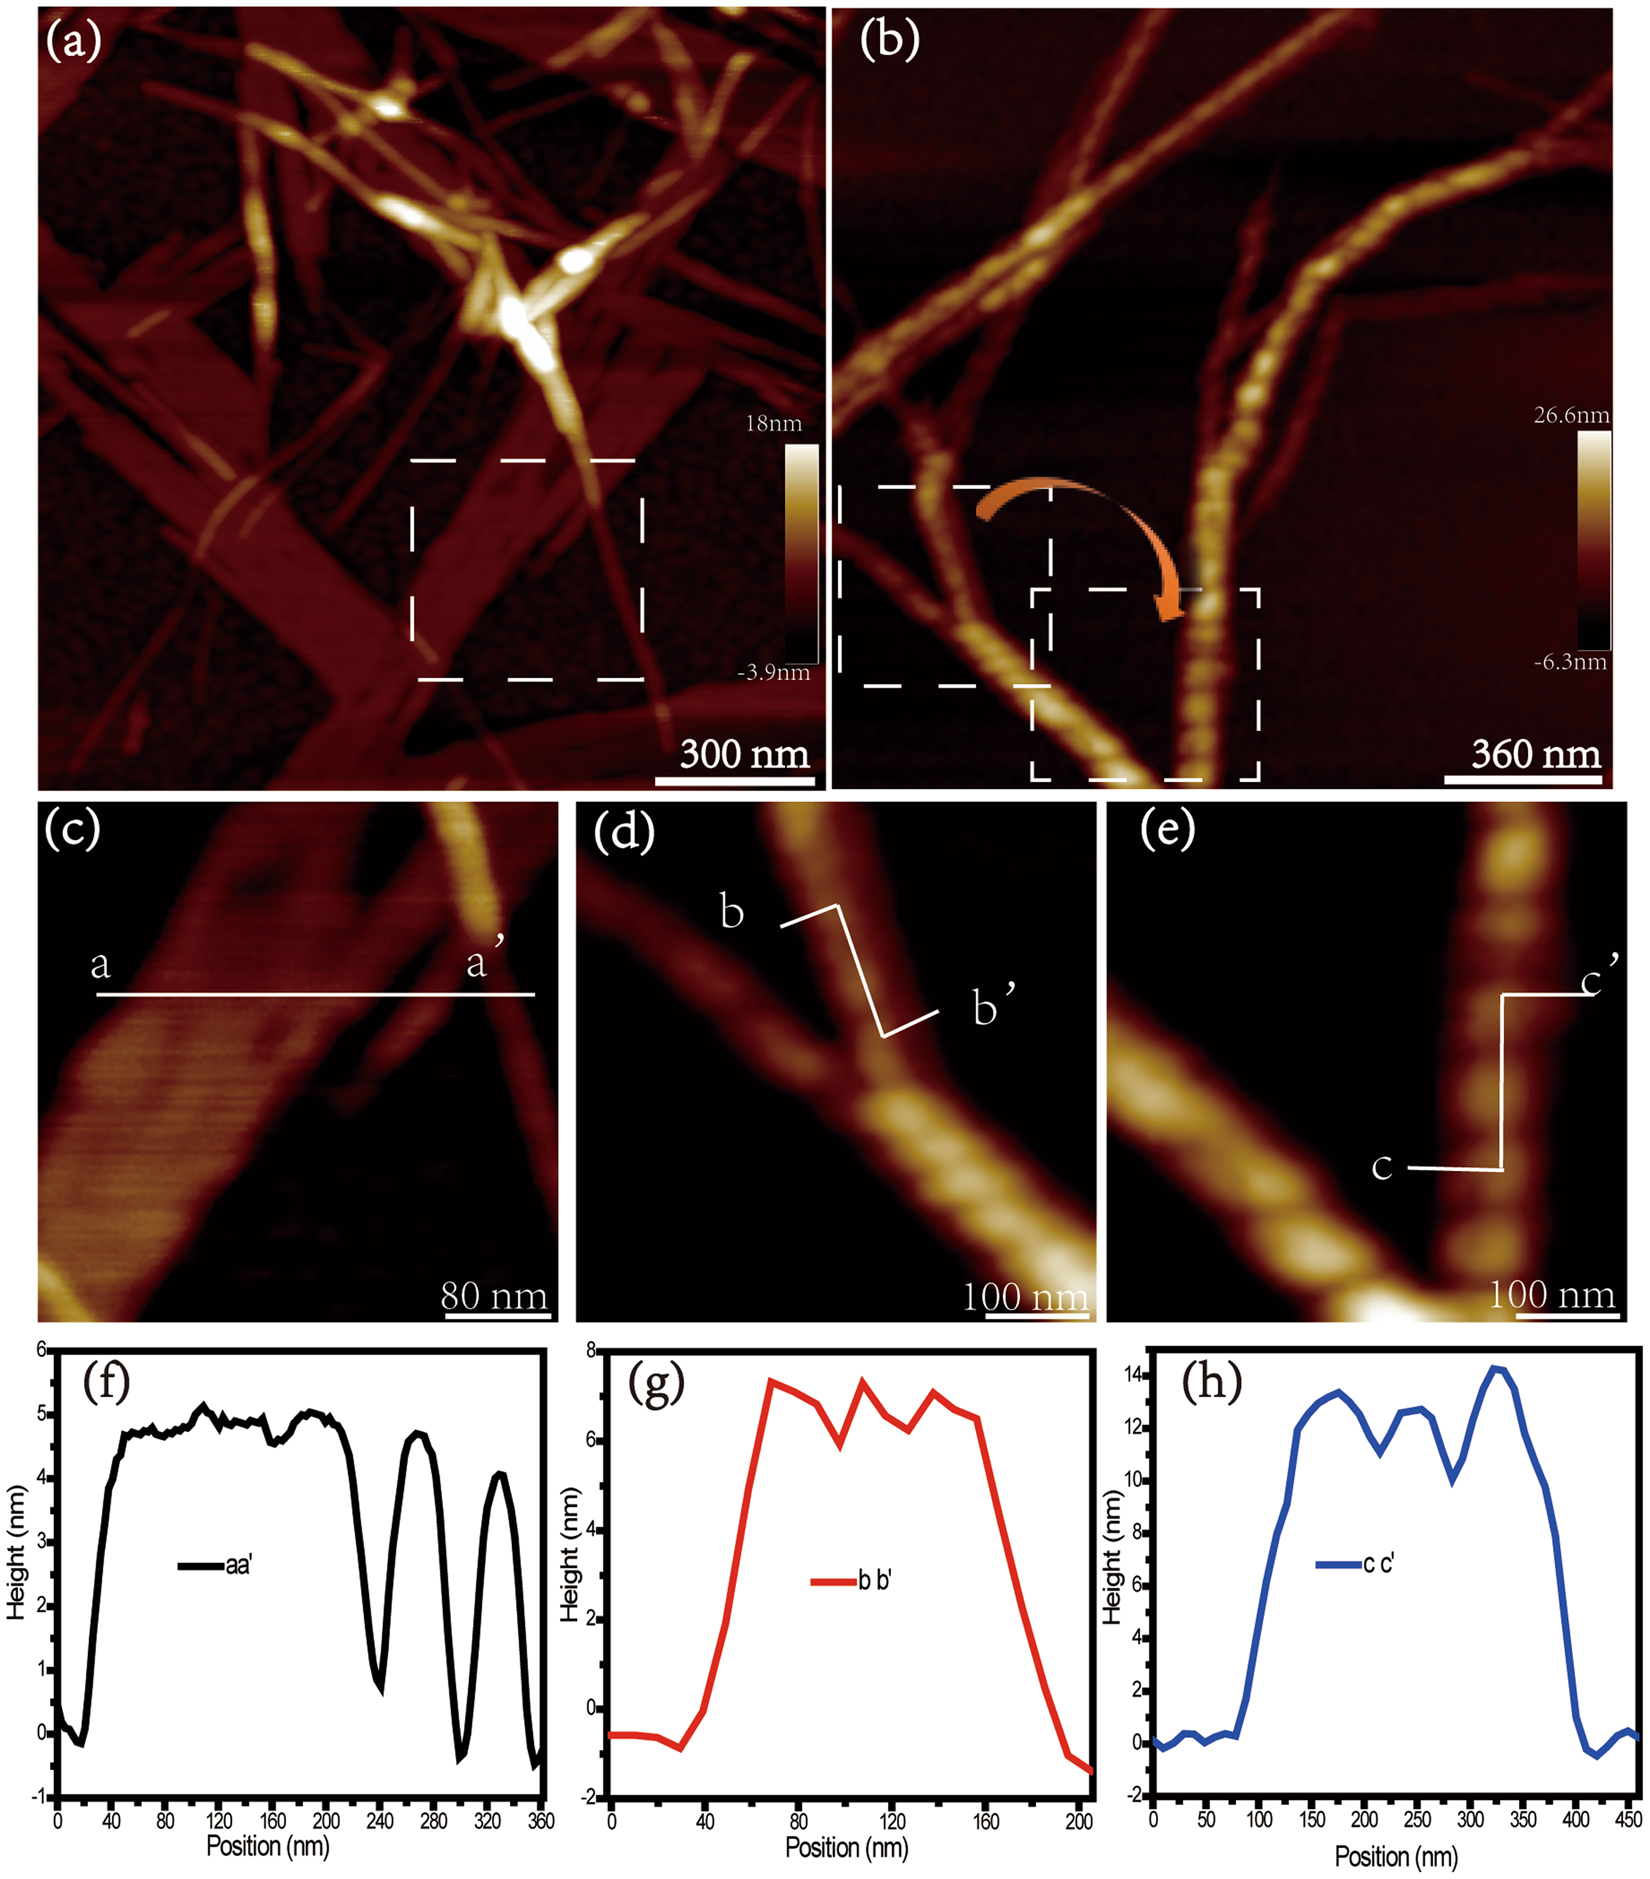 (a)
18nm
-3.9nm
300 nm
(b)
26.6nm
-6.3nm
360 nm
(c)
a
a'
80 nm
(d)
b
b'
100 nm
(e)
c'
c
100 nm
(f)
6
5
4
3
2
1
0
-1
Height (nm)
aa'
0 40 80 120 160 200 240 280 320 360
Position (nm)
(g)
8
6
4
2
0
-2
Height (nm)
b b'
0 40 80 120 160 200
Position (nm)
(h)
14
12
10
8
6
4
2
0
-2
Height (nm)
c c'
0 50 100 150 200 250 300 350 400 450
Position (nm)